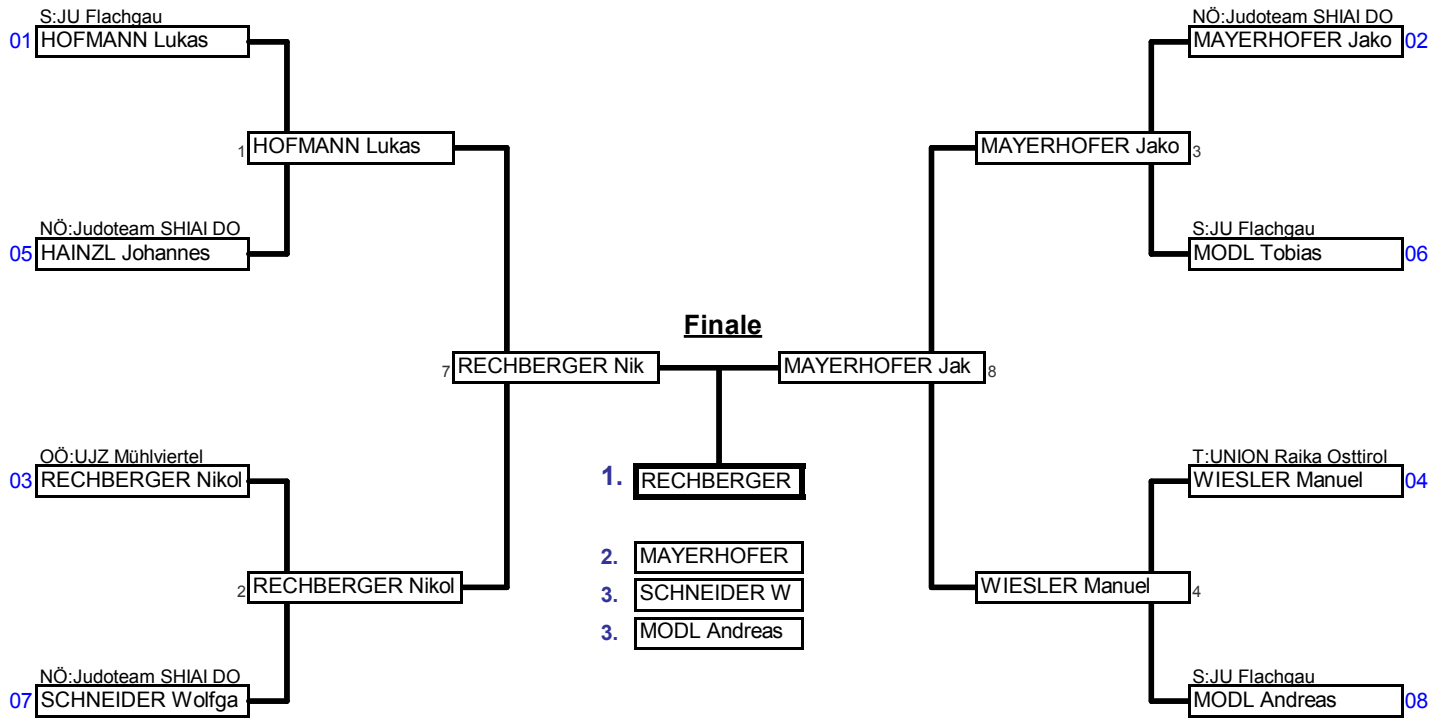 S:JU Flachgau
01 HOFMANN Lukas
NÖ:Judoteam SHIAI DO
MAYERHOFER Jako 02
1 HOFMANN Lukas
MAYERHOFER Jako 3
NÖ:Judoteam SHIAI DO
05 HAINZL Johannes
S:JU Flachgau
MODL Tobias 06
Finale
7 RECHBERGER Nik
MAYERHOFER Jak 8
OÖ:UJZ Mühlviertel
03 RECHBERGER Nikol
1. RECHBERGER
T:UNION Raika Osttirol
WIESLER Manuel 04
2. MAYERHOFER
2 RECHBERGER Nikol
3. SCHNEIDER W
WIESLER Manuel 4
3. MODL Andreas
NÖ:Judoteam SHIAI DO
07 SCHNEIDER Wolfga
S:JU Flachgau
MODL Andreas 08